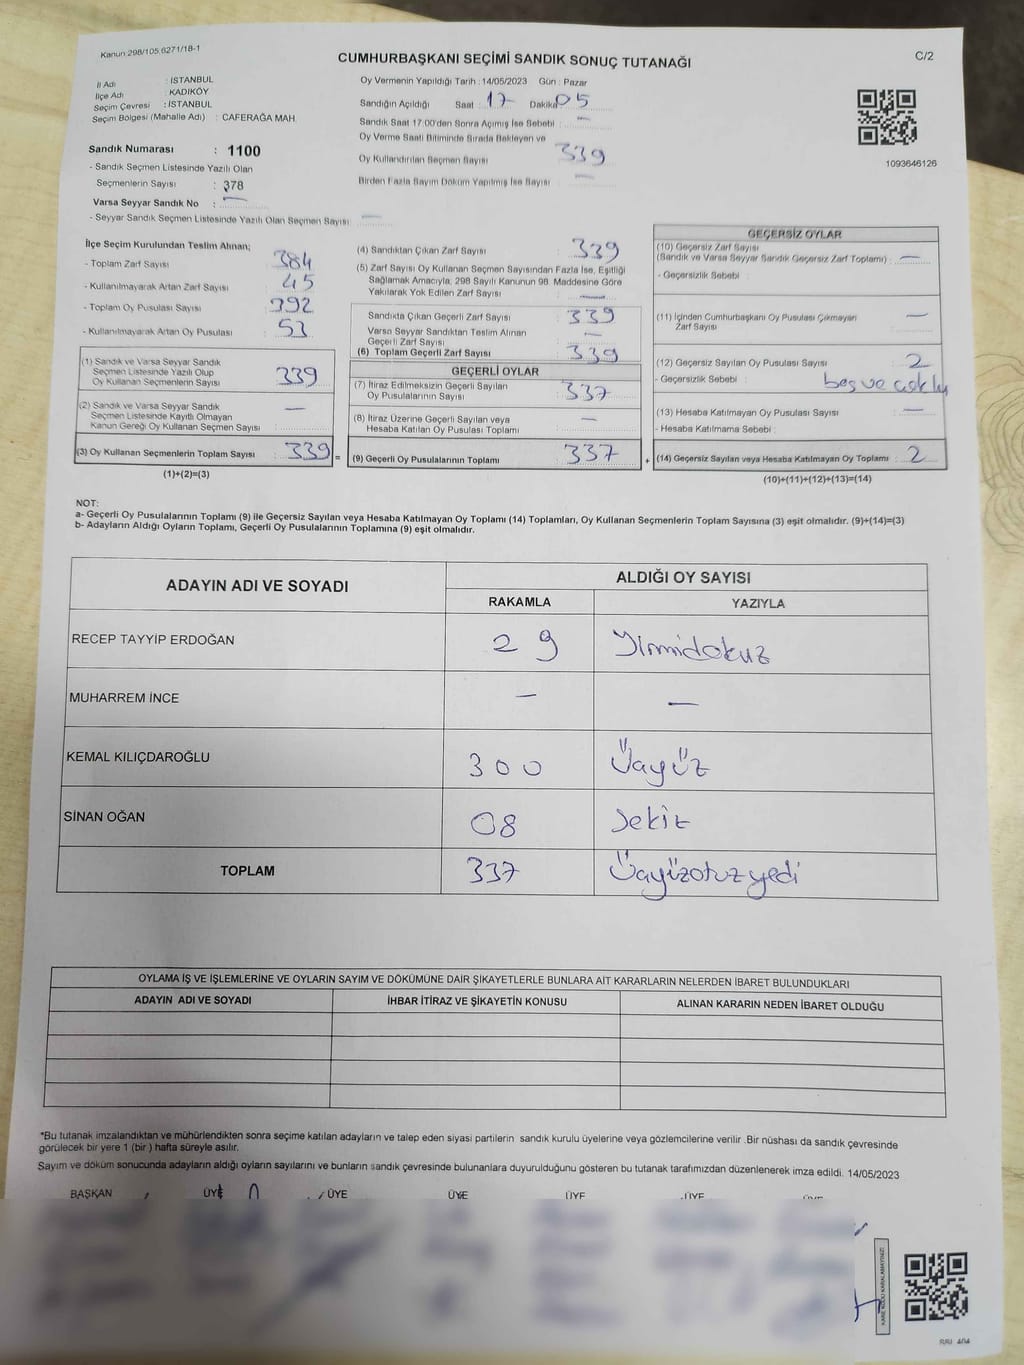 Kanun 298/105 6271/18-1
CUMHURBAŞKANI SEÇİMİ SANDIK SONUÇ TUTANAĞI
C/2
İl Adı : İSTANBUL
İlçe Adı : KADIKÖY
Seçim Çevresi : İSTANBUL
Seçim Bölgesi (Mahalle Adı) : CAFERAĞA MAH.
Sandık Numarası : 1100
- Sandık Seçmen Listesinde Yazılı Olan
Seçmenlerin Sayısı : 378
Varsa Seyyar Sandık No : —
- Seyyar Sandık Seçmen Listesinde Yazılı Olan Seçmen Sayısı: —
Oy Vermenin Yapıldığı Tarih : 14/05/2023 Gün : Pazar
Sandığın Açıldığı Saat : 17 Dakika 05
Sandık Saat 17:00'den Sonra Açılmış İse Sebebi : —
Oy Verme Saati Bitiminde Sırada Bekleyen ve
Oy Kullandırılan Seçmen Sayısı 339
Birden Fazla Sayım Döküm Yapılmış İse Sayısı —
1093646126
İlçe Seçim Kurulundan Teslim Alınan;
- Toplam Zarf Sayısı : 384
- Kullanılmayarak Artan Zarf Sayısı : 45
- Toplam Oy Pusulası Sayısı : 392
- Kullanılmayarak Artan Oy Pusulası : 53
(1) Sandık ve Varsa Seyyar Sandık
Seçmen Listesinde Yazılı Olup
Oy Kullanan Seçmenlerin Sayısı : 339
(2) Sandık ve Varsa Seyyar Sandık
Seçmen Listesinde Kayıtlı Olmayan
Kanun Gereği Oy Kullanan Seçmen Sayısı : —
(3) Oy Kullanan Seçmenlerin Toplam Sayısı : 339 =
(1)+(2)=(3)
(4) Sandıktan Çıkan Zarf Sayısı : 339
(5) Zarf Sayısı Oy Kullanan Seçmen Sayısından Fazla İse, Eşitliği
Sağlamak Amacıyla, 298 Sayılı Kanunun 98. Maddesine Göre
Yakılarak Yok Edilen Zarf Sayısı : —
Sandıkta Çıkan Geçerli Zarf Sayısı : 339
Varsa Seyyar Sandıktan Teslim Alınan
Geçerli Zarf Sayısı : —
(6) Toplam Geçerli Zarf Sayısı : 339
GEÇERLİ OYLAR
(7) İtiraz Edilmeksizin Geçerli Sayılan
Oy Pusulalarının Sayısı : 337
(8) İtiraz Üzerine Geçerli Sayılan veya
Hesaba Katılan Oy Pusulası Toplamı : —
(9) Geçerli Oy Pusulalarının Toplamı : 337 +
GEÇERSİZ OYLAR
(10) Geçersiz Zarf Sayısı
(Sandık ve Varsa Seyyar Sandık Geçersiz Zarf Toplamı) : —
- Geçersizlik Sebebi :
(11) İçinden Cumhurbaşkanı Oy Pusulası Çıkmayan
Zarf Sayısı : —
(12) Geçersiz Sayılan Oy Pusulası Sayısı : 2
- Geçersizlik Sebebi : boş ve
(13) Hesaba Katılmayan Oy Pusulası Sayısı : —
- Hesaba Katılmama Sebebi :
(14) Geçersiz Sayılan veya Hesaba Katılmayan Oy Toplamı : 2
(10)+(11)+(12)+(13)=(14)
NOT:
a- Geçerli Oy Pusulalarının Toplamı (9) ile Geçersiz Sayılan veya Hesaba Katılmayan Oy Toplamı (14) Toplamları, Oy Kullanan Seçmenlerin Toplam Sayısına (3) eşit olmalıdır. (9)+(14)=(3)
b- Adayların Aldığı Oyların Toplamı, Geçerli Oy Pusulalarının Toplamına (9) eşit olmalıdır.
ADAYIN ADI VE SOYADI
ALDIĞI OY SAYISI
RAKAMLA YAZIYLA
RECEP TAYYİP ERDOĞAN 29 Yirmidokuz
MUHARREM İNCE — —
KEMAL KILIÇDAROĞLU 300 Üçyüz
SİNAN OĞAN 08 Sekiz
TOPLAM 337 Üçyüzotuzyedi
OYLAMA İŞ VE İŞLEMLERİNE VE OYLARIN SAYIM VE DÖKÜMÜNE DAİR ŞİKAYETLERLE BUNLARA AİT KARARLARIN NELERDEN İBARET BULUNDUKLARI
ADAYIN ADI VE SOYADI İHBAR İTİRAZ VE ŞİKAYETİN KONUSU ALINAN KARARIN NEDEN İBARET OLDUĞU
*Bu tutanak imzalandıktan ve mühürlendikten sonra seçime katılan adayların ve talep eden siyasi partilerin sandık kurulu üyelerine veya gözlemcilerine verilir .Bir nüshası da sandık çevresinde
görülecek bir yere 1 (bir ) hafta süreyle asılır.
Sayım ve döküm sonucunda adayların aldığı oyların sayılarını ve bunların sandık çevresinde bulunanlara duyurulduğunu gösteren bu tutanak tarafımızdan düzenlenerek imza edildi. 14/05/2023
BAŞKAN ÜYE ÜYE ÜYE ÜYE ÜYE ÜYE
KARE KODU KARALAMAYINIZ!